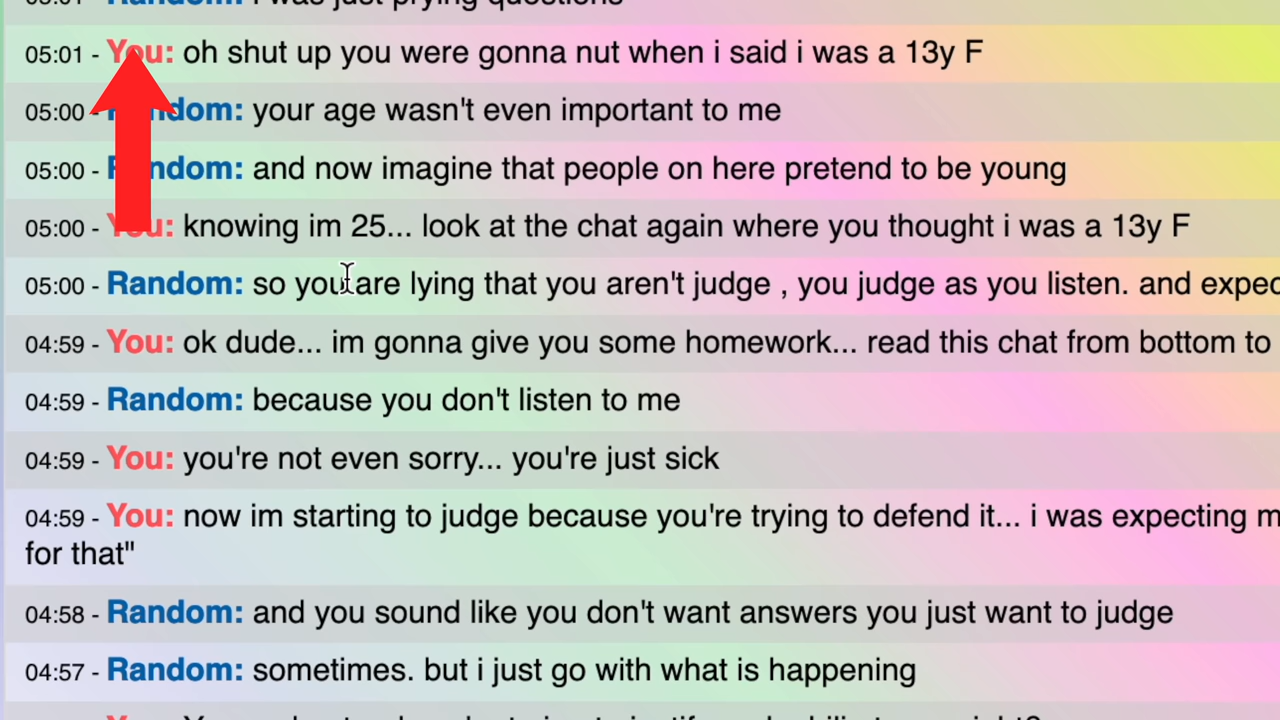 05:01 - Random: i was just prying questions
05:01 - You: oh shut up you were gonna nut when i said i was a 13y F
05:00 - Random: your age wasn't even important to me
05:00 - Random: and now imagine that people on here pretend to be young
05:00 - You: knowing im 25... look at the chat again where you thought i was a 13y F
05:00 - Random: so you are lying that you aren't judge , you judge as you listen. and expec
04:59 - You: ok dude... im gonna give you some homework... read this chat from bottom to
04:59 - Random: because you don't listen to me
04:59 - You: you're not even sorry... you're just sick
04:59 - You: now im starting to judge because you're trying to defend it... i was expecting m
for that"
04:58 - Random: and you sound like you don't want answers you just want to judge
04:57 - Random: sometimes. but i just go with what is happening